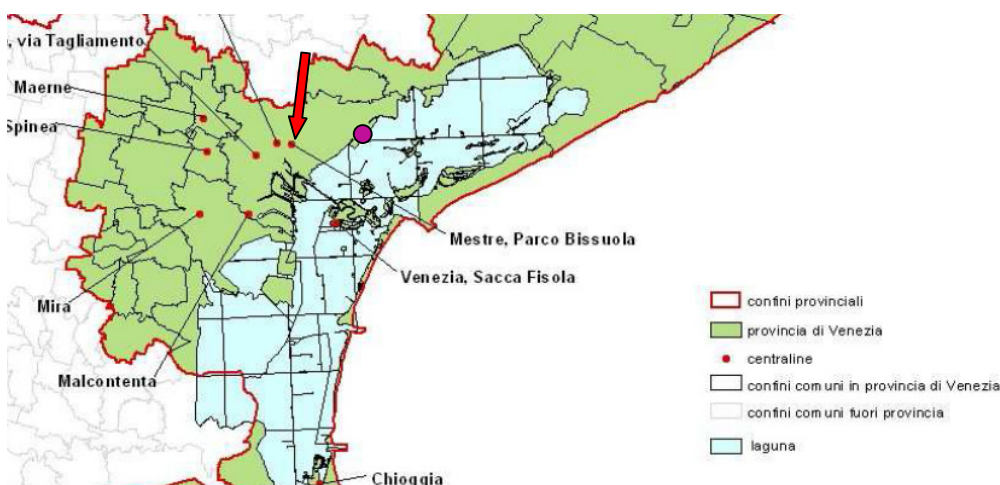 , via Tagliamento
Maerne
Spinea
Mestre, Parco Bissuola
Venezia, Sacca Fisola
Mira
Malcontenta
Chioggia
confini provinciali
provincia di Venezia
centraline
confini comuni in provincia di Venezia
confini comuni fuori provincia
laguna